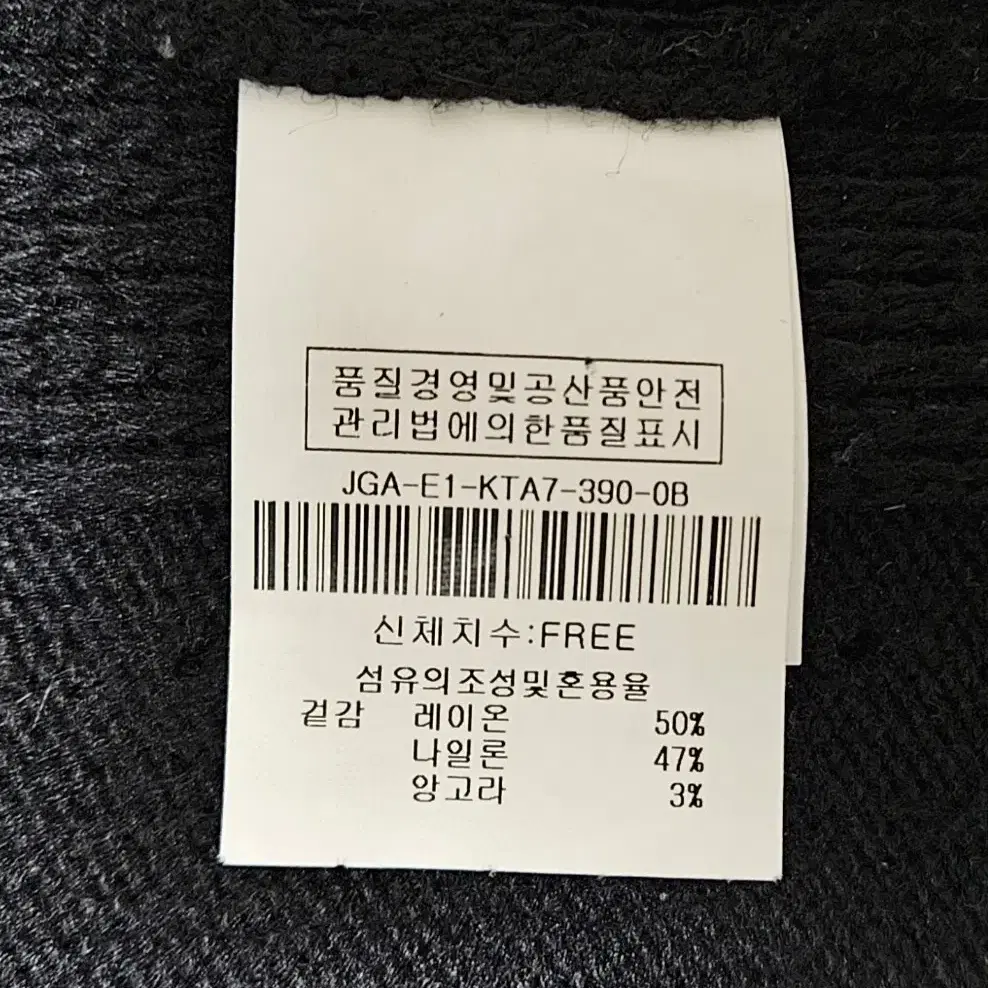 품질경영및공산품안전
관리법에의한품질표시
JGA-E1-KTA7-390-0B
신체치수:FREE
섬유의조성및혼용율
겉감 레이온 50%
나일론 47%
앙고라 3%